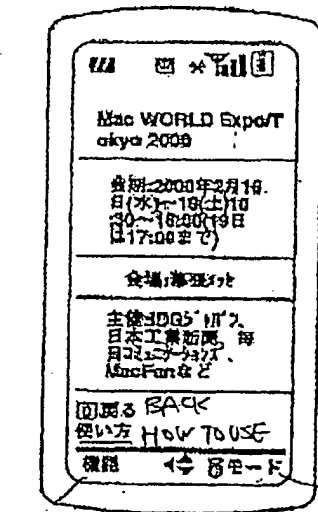 Mac WORLD Expo/T
okyo 2000
会期:2000年2月16
日(水)~19(土)10
:30~18:00(19日
は17:00まで)
会場:幕張メッセ
主催:IDGジャパン、
日本工業新聞、毎
日コミュニケーションズ、
MacFanなど
戻る BACK
使い方 HOW TO USE
機能 モード